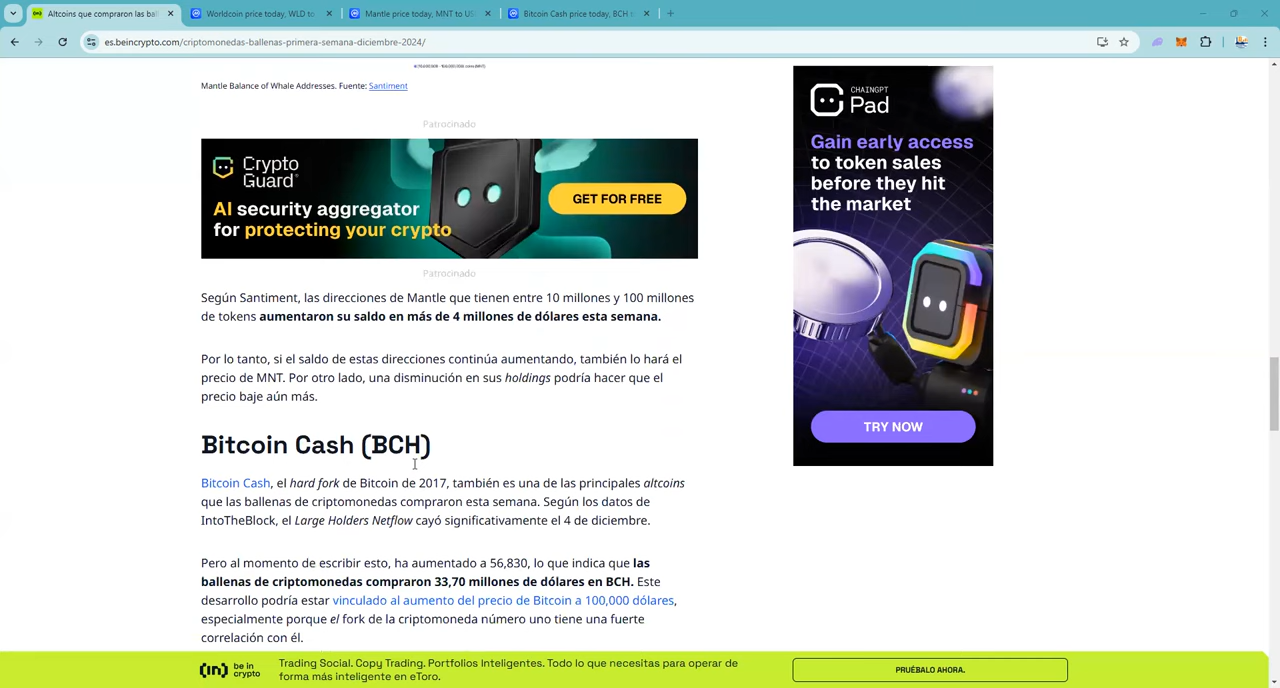 Altcoins que compraron las bal
Worldcoin price today, WLD to
Mantle price today, MNT to US
Bitcoin Cash price today, BCH t
es.beincrypto.com/criptomonedas-ballenas-primera-semana-diciembre-2024/
Mantle Balance of Whale Addresses. Fuente: Santiment
Patrocinado
Crypto
Guard
AI security aggregator
for protecting your crypto
GET FOR FREE
Patrocinado
Según Santiment, las direcciones de Mantle que tienen entre 10 millones y 100 millones
de tokens aumentaron su saldo en más de 4 millones de dólares esta semana.
Por lo tanto, si el saldo de estas direcciones continúa aumentando, también lo hará el
precio de MNT. Por otro lado, una disminución en sus holdings podría hacer que el
precio baje aún más.
Bitcoin Cash (BCH)
Bitcoin Cash, el hard fork de Bitcoin de 2017, también es una de las principales altcoins
que las ballenas de criptomonedas compraron esta semana. Según los datos de
IntoTheBlock, el Large Holders Netflow cayó significativamente el 4 de diciembre.
Pero al momento de escribir esto, ha aumentado a 56,830, lo que indica que las
ballenas de criptomonedas compraron 33,70 millones de dólares en BCH. Este
desarrollo podría estar vinculado al aumento del precio de Bitcoin a 100,000 dólares,
especialmente porque el fork de la criptomoneda número uno tiene una fuerte
correlación con él.
CHAINGPT
Pad
Gain early access
to token sales
before they hit
the market
TRY NOW
(in) be in
crypto
Trading Social. Copy Trading. Portfolios Inteligentes. Todo lo que necesitas para operar de
forma más inteligente en eToro.
PRUÉBALO AHORA.